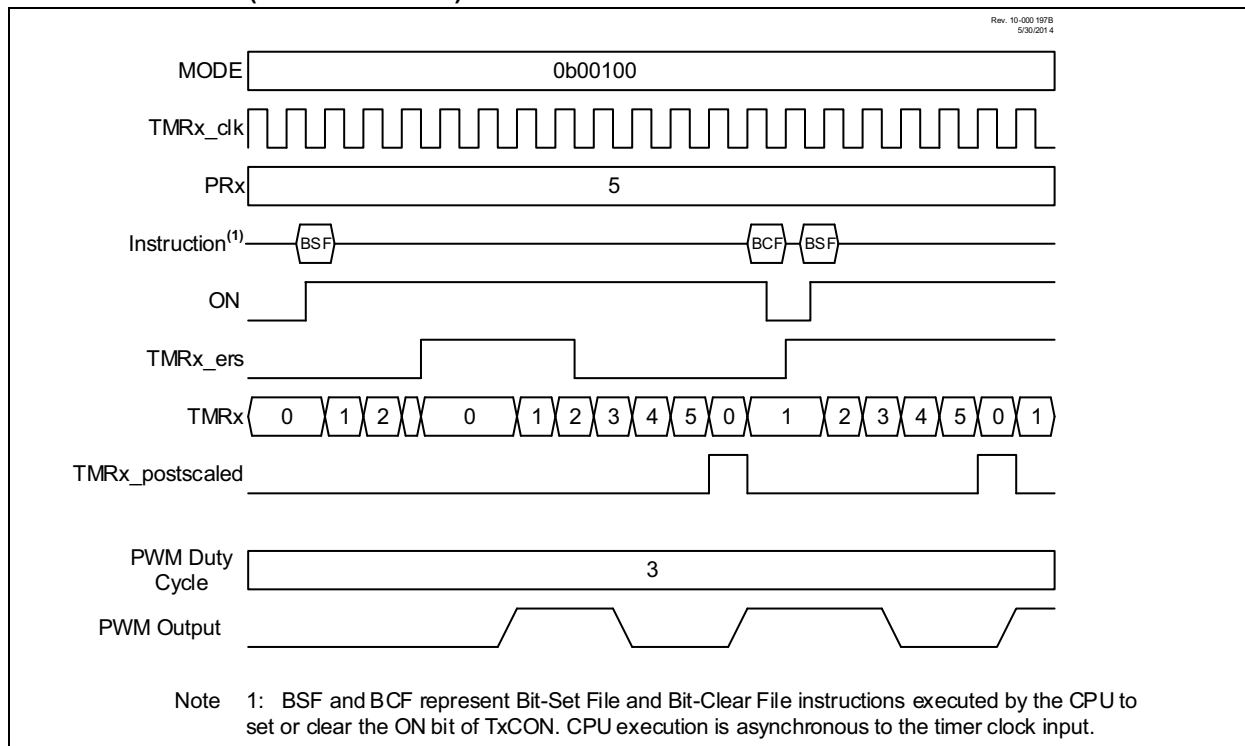 Rev. 10-000 197B
5/30/2014
MODE 0b00100
TMRx_clk
PRx 5
Instruction(1) BSF BCF BSF
ON
TMRx_ers
TMRx 0 1 2 0 1 2 3 4 5 0 1 2 3 4 5 0 1
TMRx_postscaled
PWM Duty
Cycle 3
PWM Output
Note 1: BSF and BCF represent Bit-Set File and Bit-Clear File instructions executed by the CPU to
set or clear the ON bit of TxCON. CPU execution is asynchronous to the timer clock input.